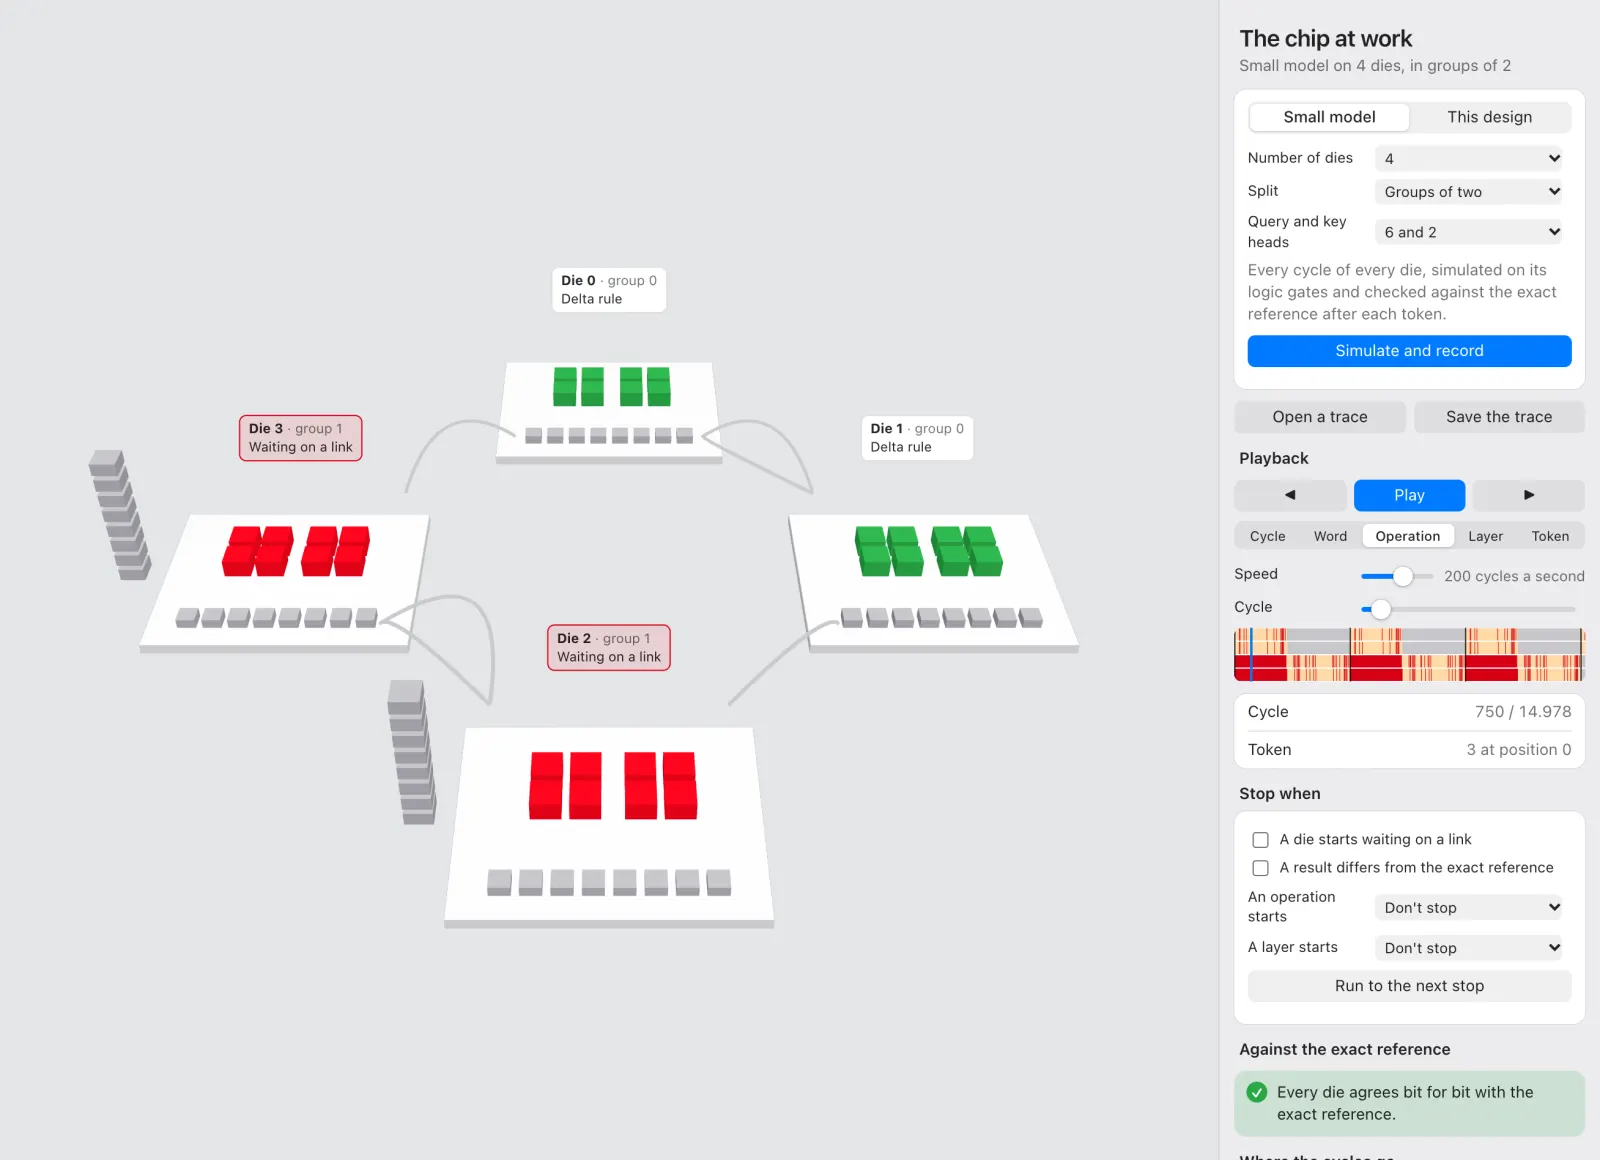 The chip at work
Small model on 4 dies, in groups of 2
Small model
This design
Number of dies
4
Split
Groups of two
Query and key
heads
6 and 2
Every cycle of every die, simulated on its
logic gates and checked against the exact
reference after each token.
Simulate and record
Open a trace
Save the trace
Playback
Play
Cycle
Word
Operation
Layer
Token
Speed
200 cycles a second
Cycle
Cycle
750 / 14.978
Token
3 at position 0
Stop when
A die starts waiting on a link
A result differs from the exact reference
An operation
starts
Don't stop
A layer starts
Don't stop
Run to the next stop
Against the exact reference
Every die agrees bit for bit with the
exact reference.
Die 0 · group 0
Delta rule
Die 3 · group 1
Waiting on a link
Die 1 · group 0
Delta rule
Die 2 · group 1
Waiting on a link